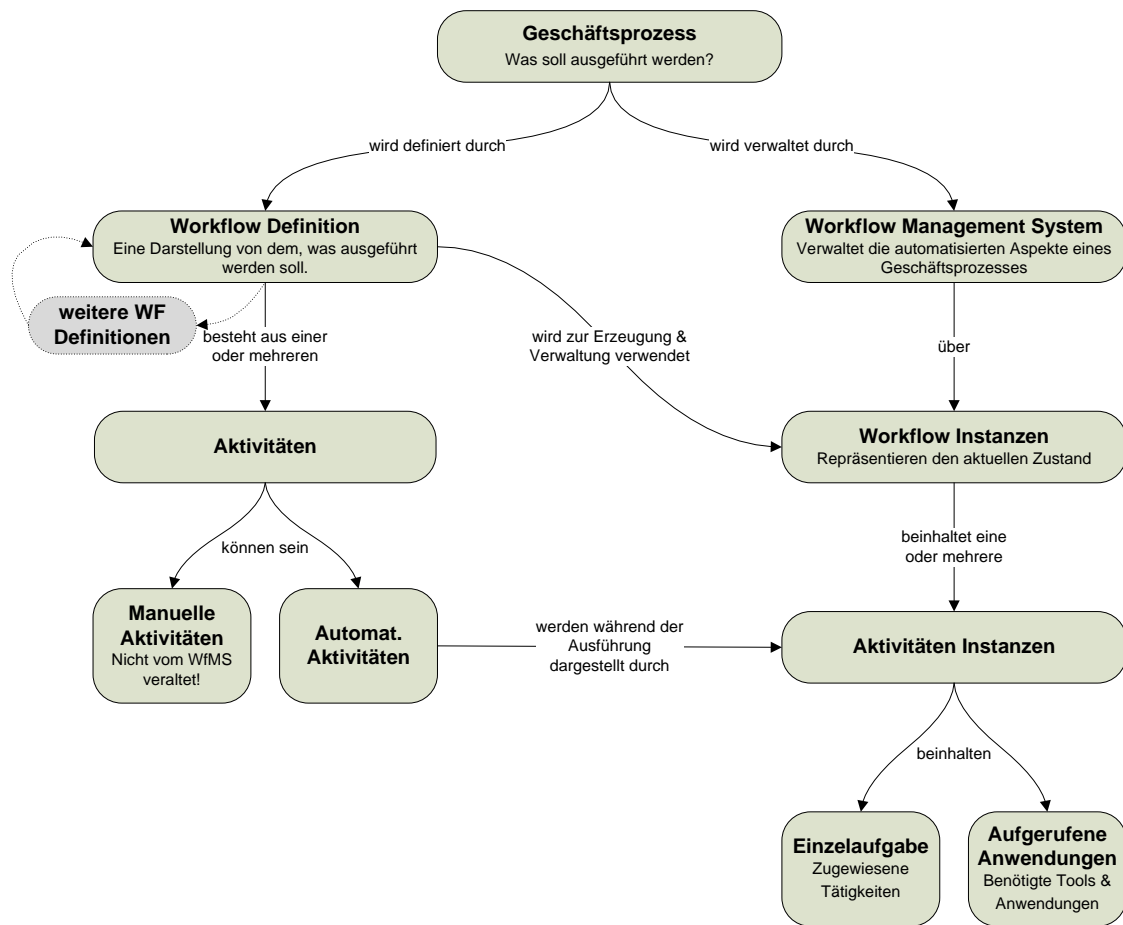 Geschäftsprozess
Was soll ausgeführt werden?
wird definiert durch
wird verwaltet durch
Workflow Definition
Eine Darstellung von dem, was ausgeführt
werden soll.
Workflow Management System
Verwaltet die automatisierten Aspekte eines
Geschäftsprozesses
weitere WF
Definitionen
besteht aus einer
oder mehreren
wird zur Erzeugung &
Verwaltung verwendet
über
Aktivitäten
Workflow Instanzen
Repräsentieren den aktuellen Zustand
können sein
beinhaltet eine
oder mehrere
Manuelle
Aktivitäten
Nicht vom WfMS
veraltet!
Automat.
Aktivitäten
werden während der
Ausführung
dargestellt durch
Aktivitäten Instanzen
beinhalten
Einzelaufgabe
Zugewiesene
Tätigkeiten
Aufgerufene
Anwendungen
Benötigte Tools &
Anwendungen